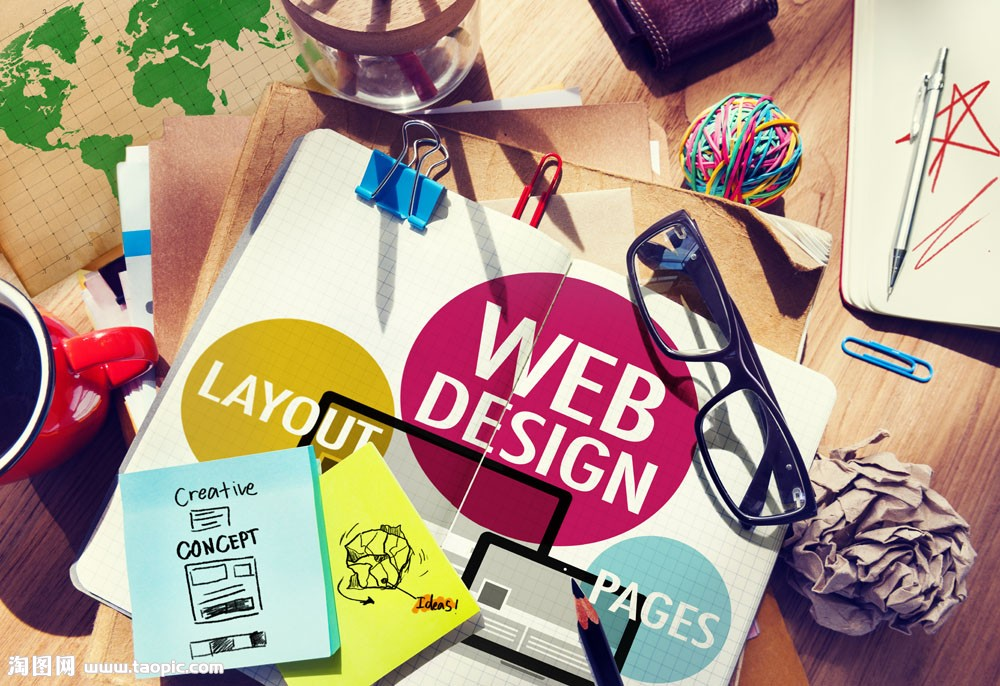 WEB
DESIGN
LAYOUT
PAGES
Creative
CONCEPT
Ideas!
淘图网 www.taopic.com